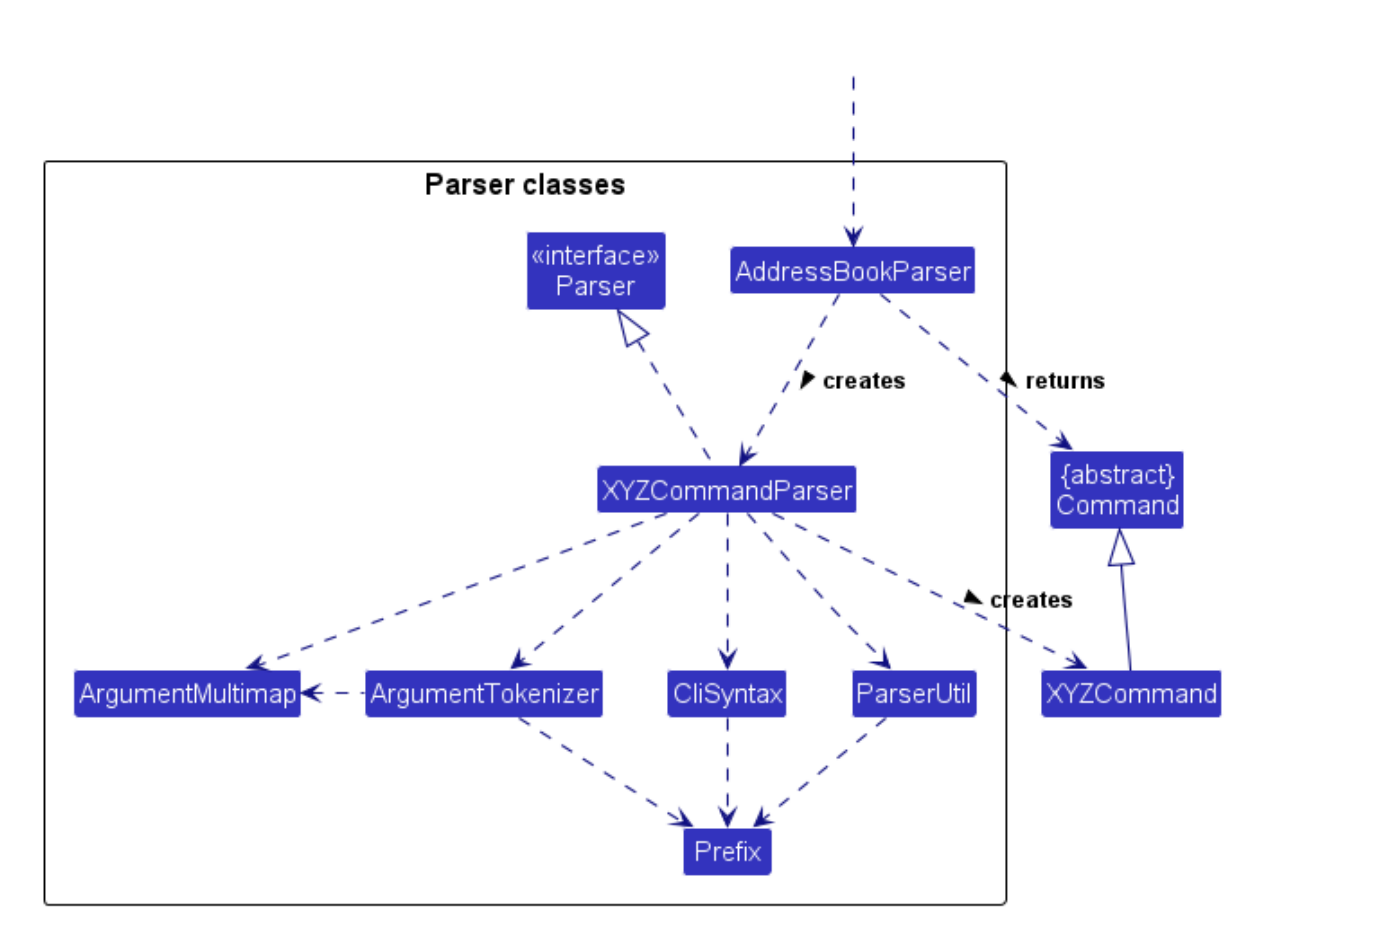 Parser classes
«interface»
Parser
AddressBookParser
creates
returns
{abstract}
Command
XYZCommandParser
creates
ArgumentMultimap
ArgumentTokenizer
CliSyntax
ParserUtil
XYZCommand
Prefix